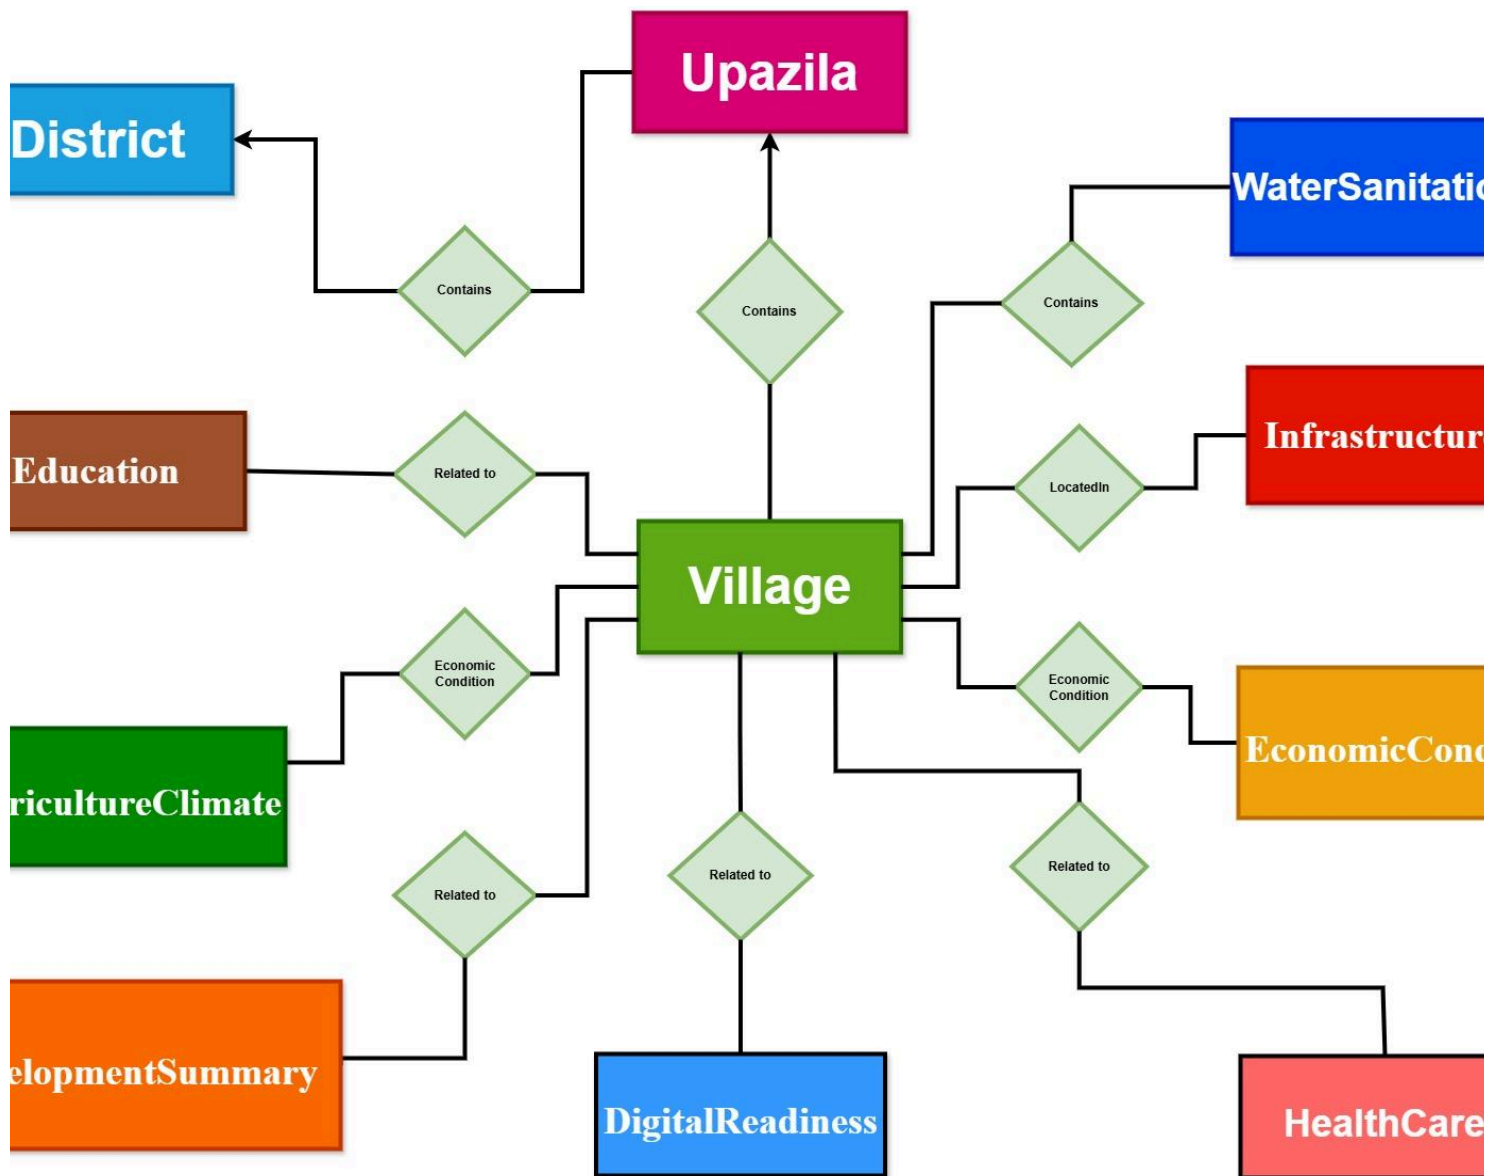 Upazila
District
WaterSanitatio
Contains
Contains
Contains
Infrastructur
Education
Related to
LocatedIn
Village
Economic
Condition
Economic
Condition
EconomicCond
ricultureClimate
Related to
Related to
Related to
elopmentSummary
DigitalReadiness
HealthCare